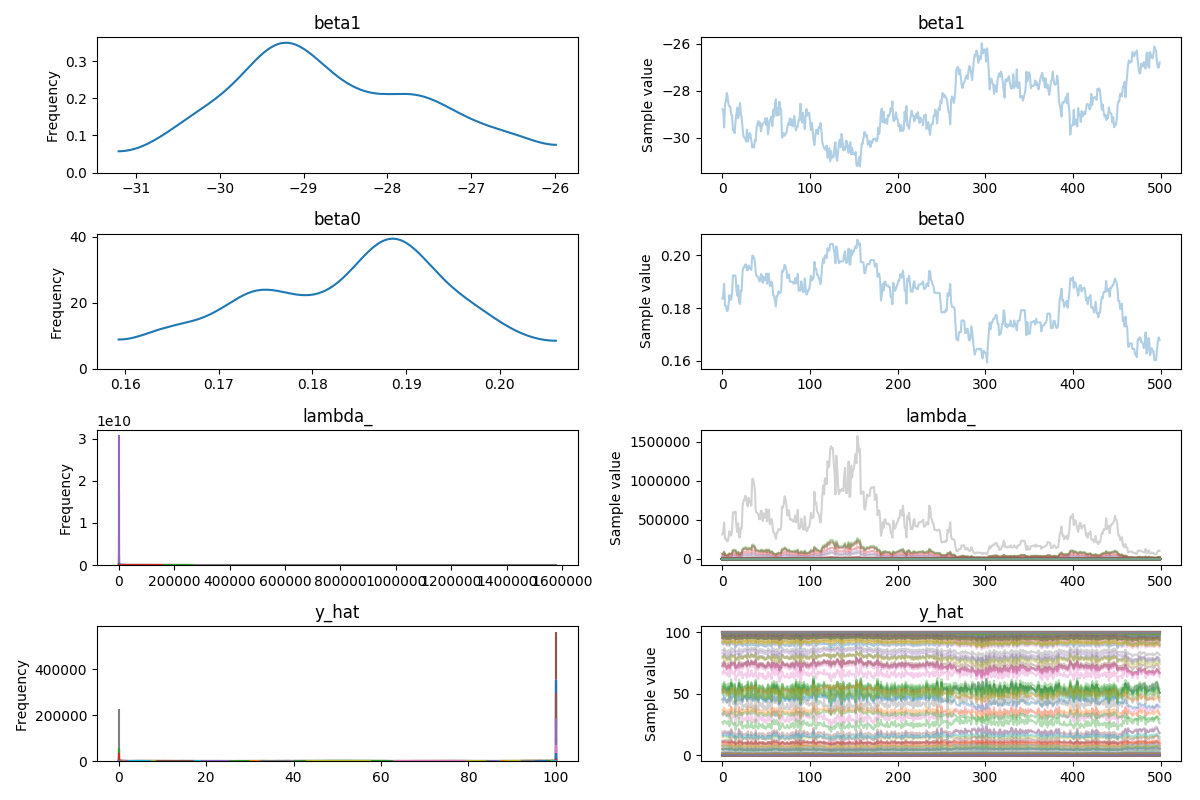 beta1
beta1
Frequency
0.3
0.2
0.1
0.0
−31 −30 −29 −28 −27 −26
Sample value
−26
−28
−30
0 100 200 300 400 500
beta0
beta0
Frequency
40
20
0
0.16 0.17 0.18 0.19 0.20
Sample value
0.20
0.18
0.16
0 100 200 300 400 500
lambda_
lambda_
1e10
Frequency
3
2
1
0
0 200000 400000 600000 800000 1000000 1200000 1400000 1600000
Sample value
1500000
1000000
500000
0
0 100 200 300 400 500
y_hat
y_hat
Frequency
400000
200000
0
0 20 40 60 80 100
Sample value
100
50
0
0 100 200 300 400 500